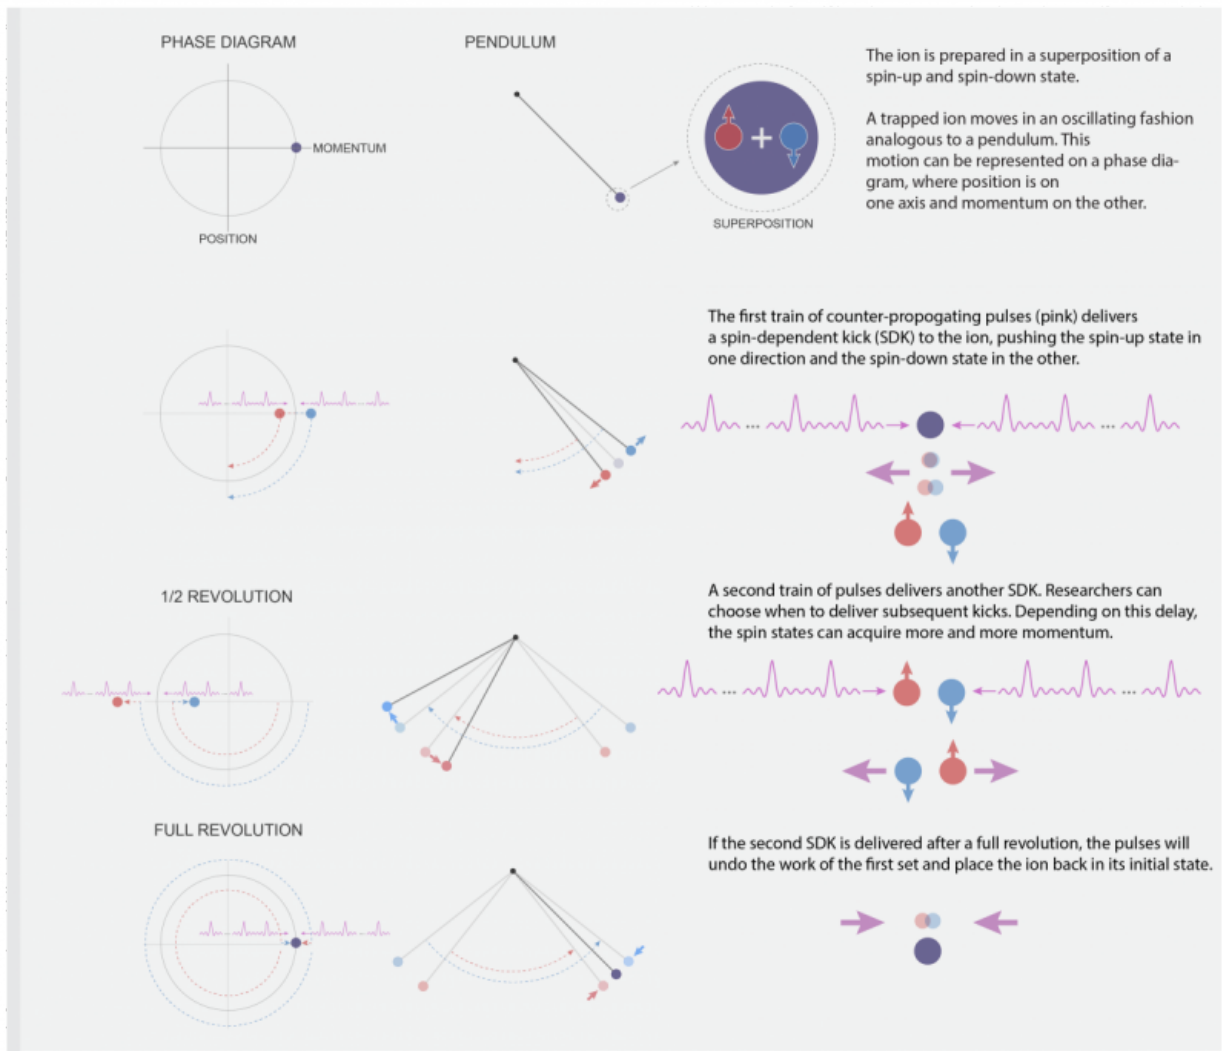 PHASE DIAGRAM
PENDULUM
MOMENTUM
POSITION
SUPERPOSITION
The ion is prepared in a superposition of a
spin-up and spin-down state.
A trapped ion moves in an oscillating fashion
analogous to a pendulum. This
motion can be represented on a phase dia-
gram, where position is on
one axis and momentum on the other.
The first train of counter-propogating pulses (pink) delivers
a spin-dependent kick (SDK) to the ion, pushing the spin-up state in
one direction and the spin-down state in the other.
1/2 REVOLUTION
A second train of pulses delivers another SDK. Researchers can
choose when to deliver subsequent kicks. Depending on this delay,
the spin states can acquire more and more momentum.
FULL REVOLUTION
If the second SDK is delivered after a full revolution, the pulses will
undo the work of the first set and place the ion back in its initial state.